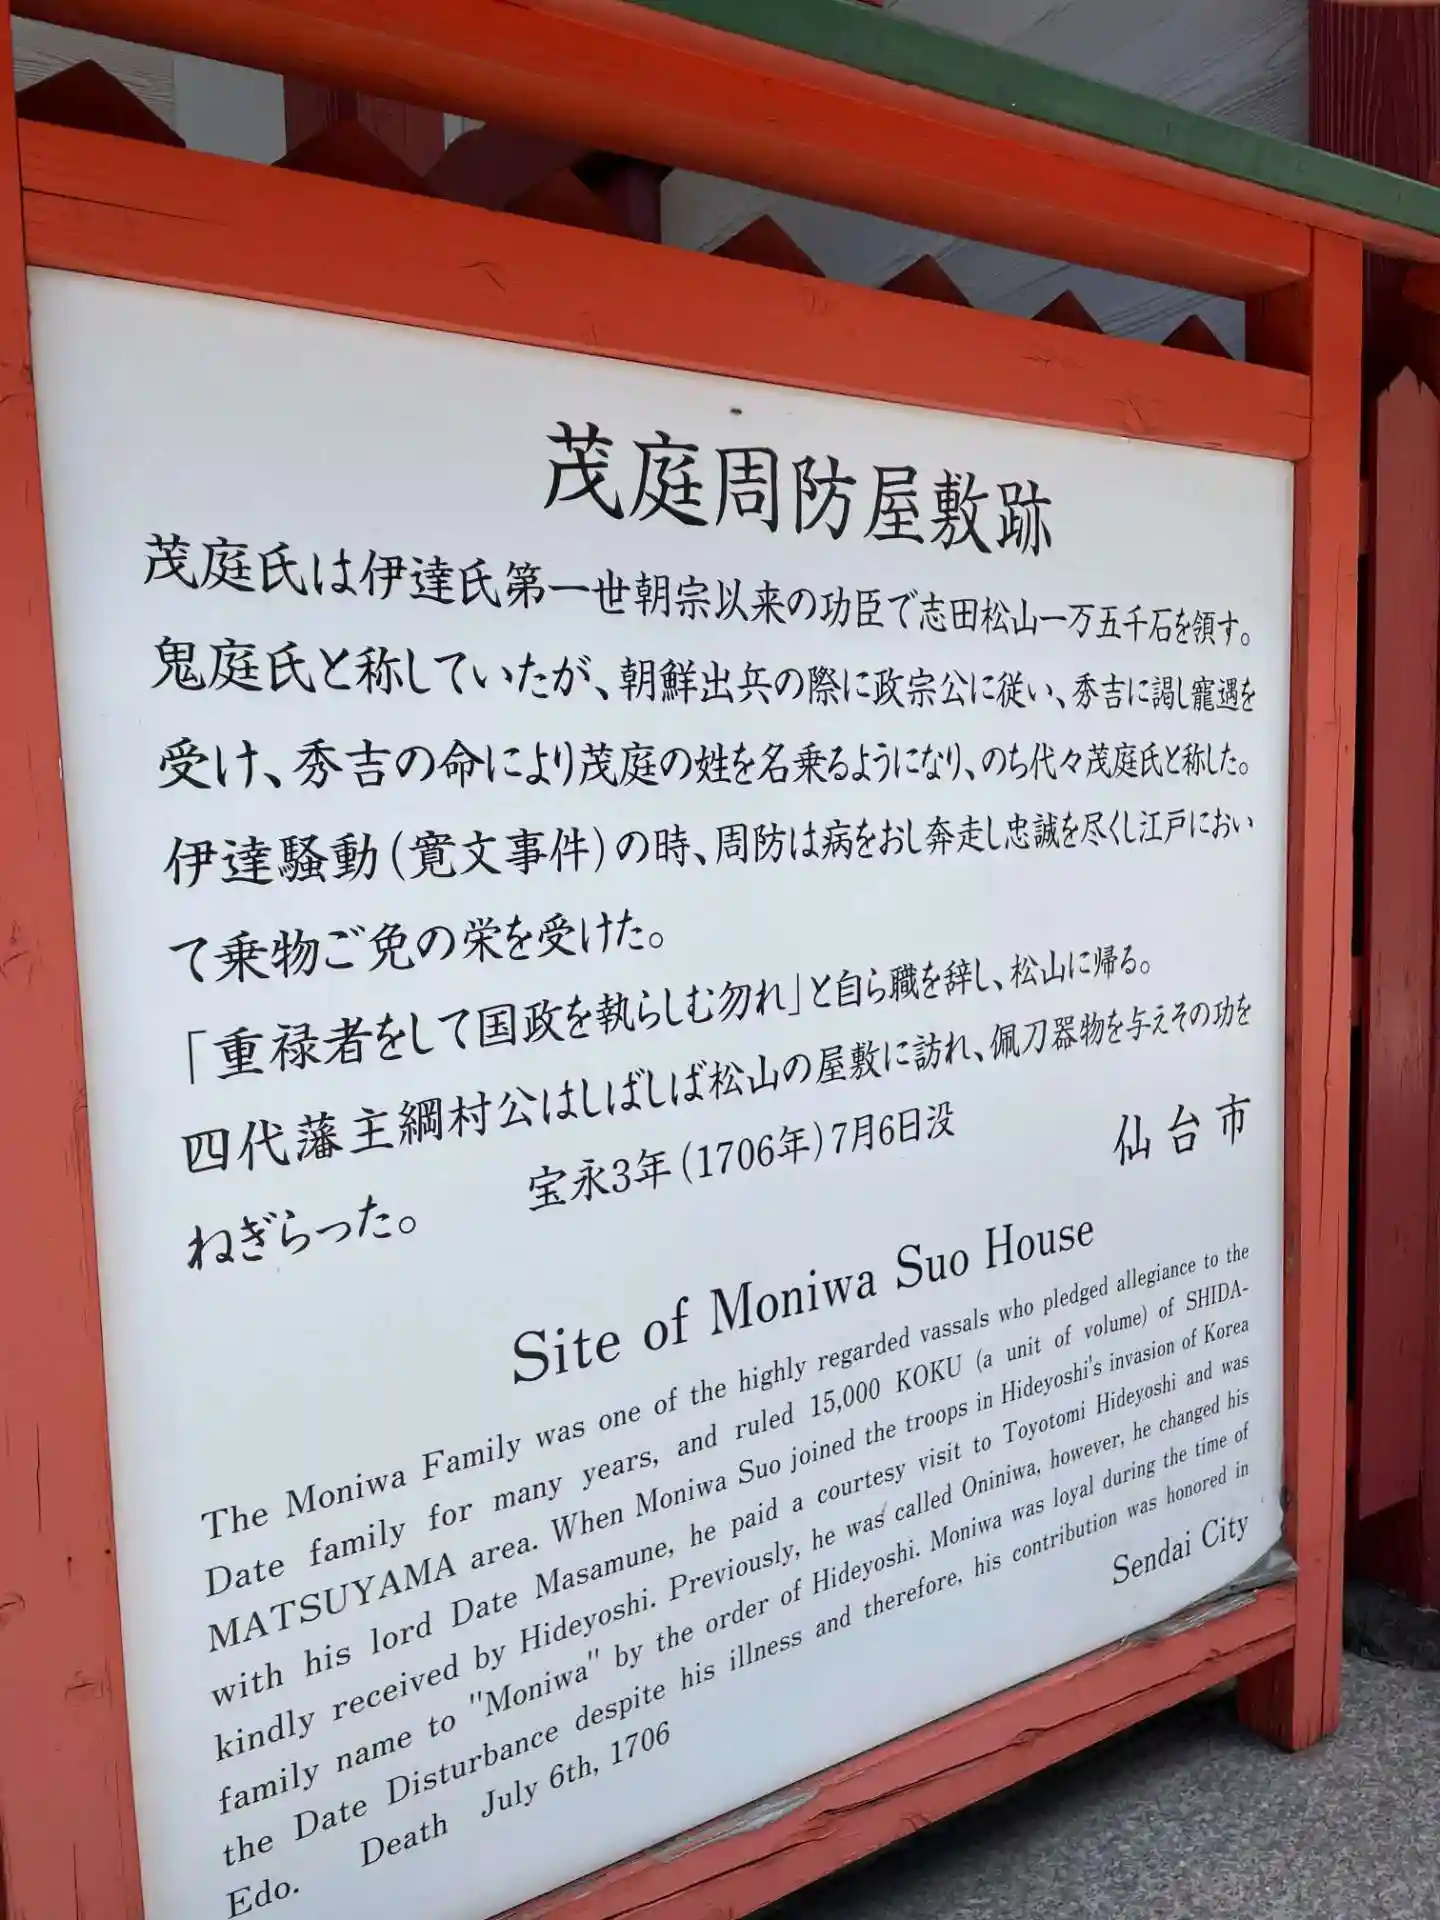 茂庭周防屋敷跡
茂庭氏は伊達氏第一世朝宗以来の功臣で志田松山一万五千石を領す。
鬼庭氏と称していたが、朝鮮出兵の際に政宗公に従い、秀吉に謁し寵遇を
受け、秀吉の命により茂庭の姓を名乗るようになり、のち代々茂庭氏と称した。
伊達騒動(寛文事件)の時、周防は病をおし奔走し忠誠を尽くし江戸におい
て乗物ご免の栄を受けた。
「重禄者をして国政を執らしむ勿れ」と自ら職を辞し、松山に帰る。
四代藩主綱村公はしばしば松山の屋敷に訪れ、佩刀器物を与えその功を
ねぎらった。 宝永3年(1706年)7月6日没
仙台市
Site of Moniwa Suo House
The Moniwa Family was one of the highly regarded vassals who pledged allegiance to the
Date family for many years, and ruled 15,000 KOKU (a unit of volume) of SHIDA-
MATSUYAMA area. When Moniwa Suo joined the troops in Hideyoshi's invasion of Korea
with his lord Date Masamune, he paid a courtesy visit to Toyotomi Hideyoshi and was
kindly received by Hideyoshi. Previously, he was called Oniniwa, however, he changed his
family name to "Moniwa" by the order of Hideyoshi. Moniwa was loyal during the time of
the Date Disturbance despite his illness and therefore, his contribution was honored in
Edo. Death July 6th, 1706
Sendai City